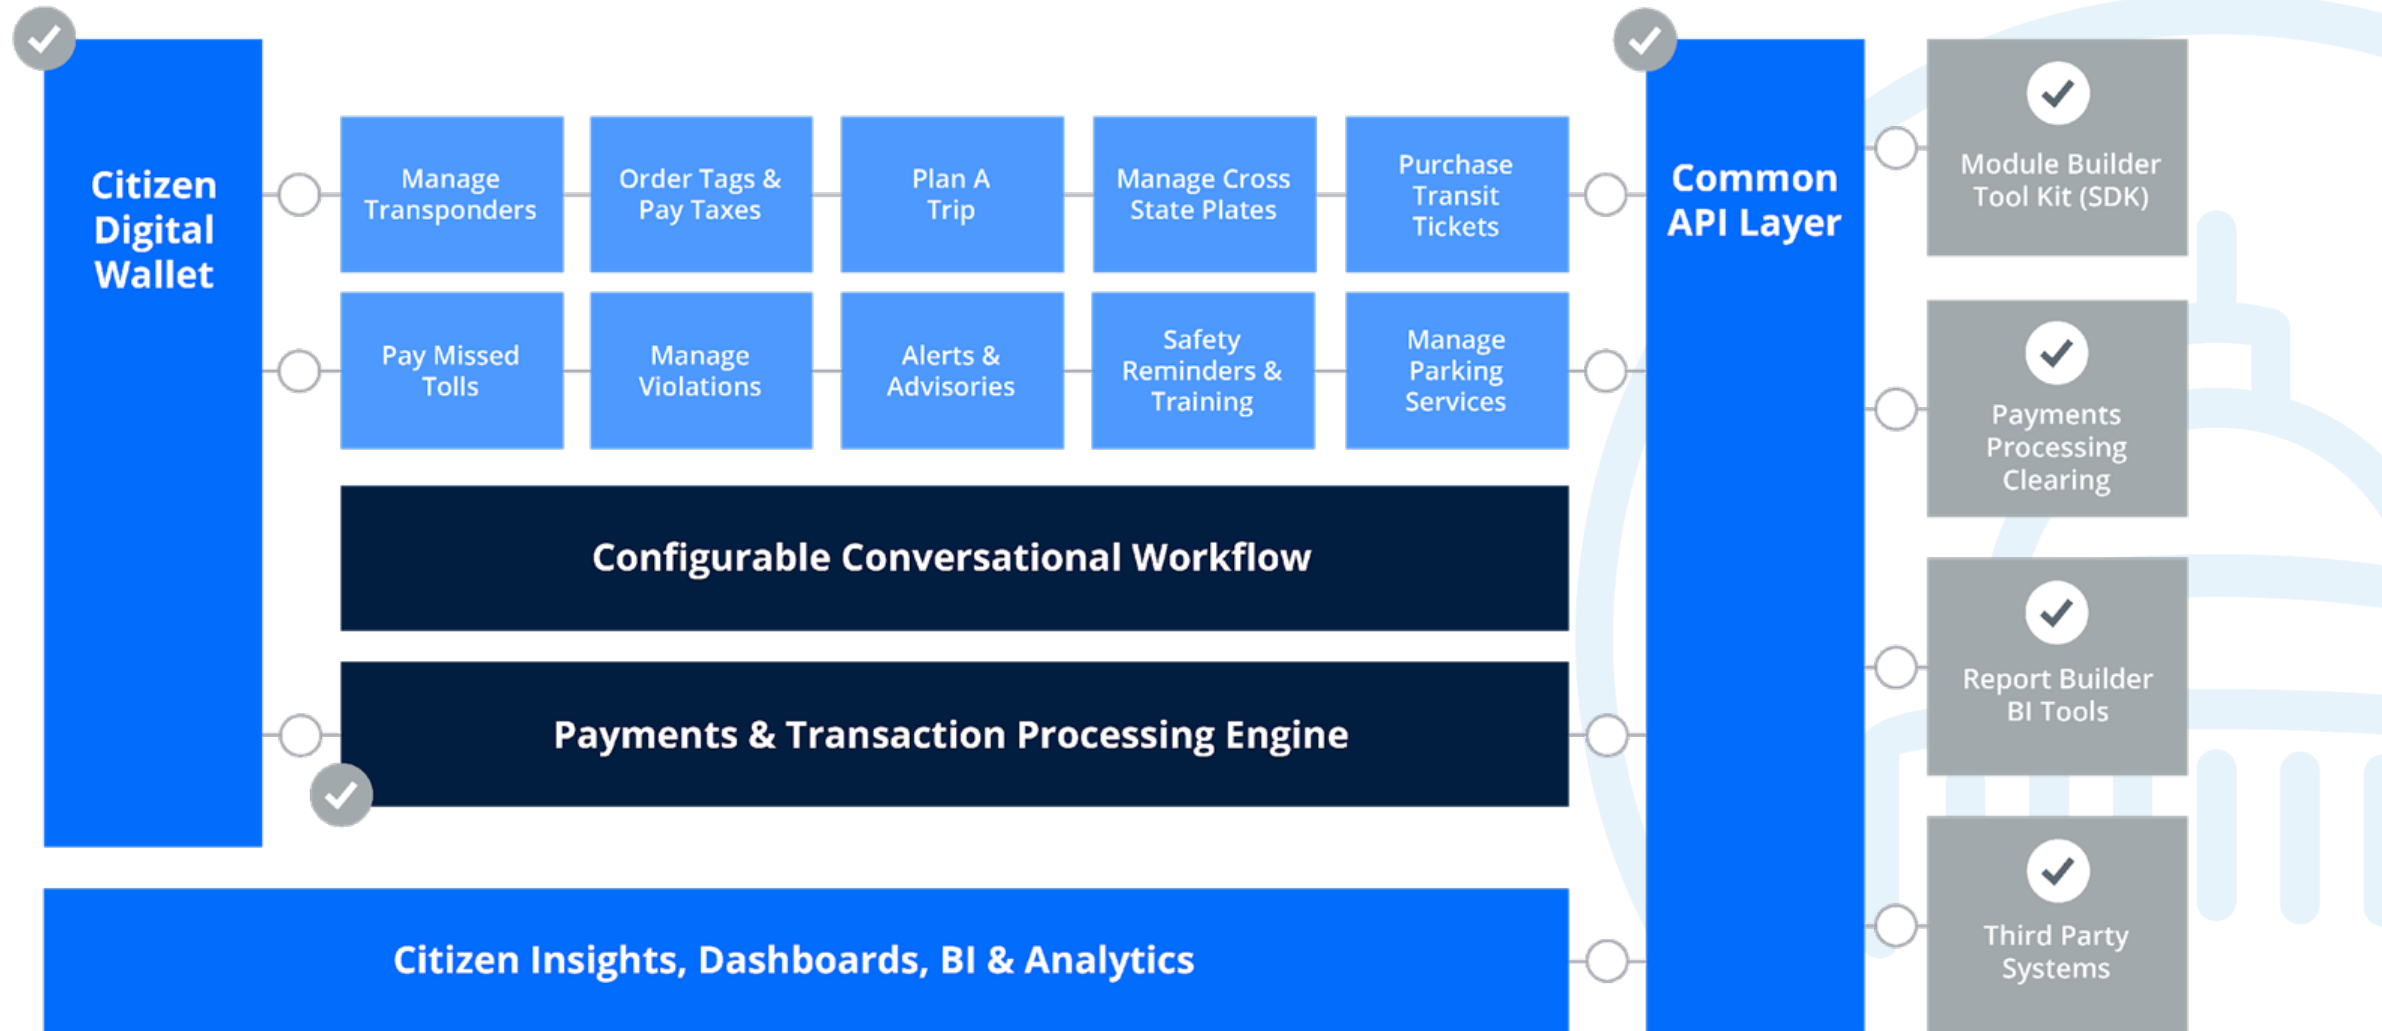 Citizen
Digital
Wallet
Manage
Transponders
Order Tags &
Pay Taxes
Plan A
Trip
Manage Cross
State Plates
Purchase
Transit
Tickets
Pay Missed
Tolls
Manage
Violations
Alerts &
Advisories
Safety
Reminders &
Training
Manage
Parking
Services
Configurable Conversational Workflow
Payments & Transaction Processing Engine
Citizen Insights, Dashboards, BI & Analytics
Common
API Layer
Module Builder
Tool Kit (SDK)
Payments
Processing
Clearing
Report Builder
BI Tools
Third Party
Systems